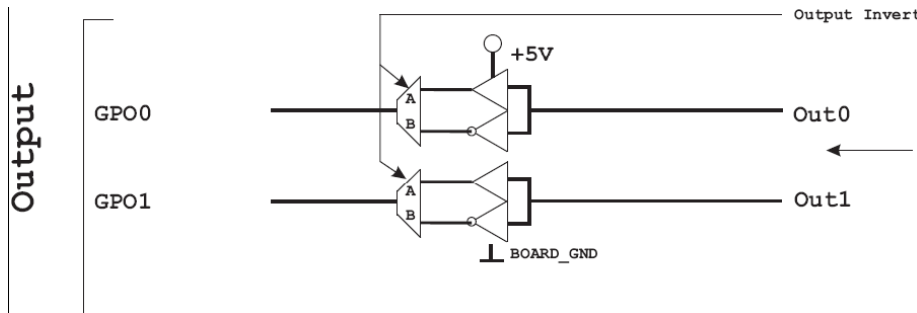 Output
Output Invert
+5V
GPO0
A
B
Out0
GPO1
A
B
Out1
BOARD_GND